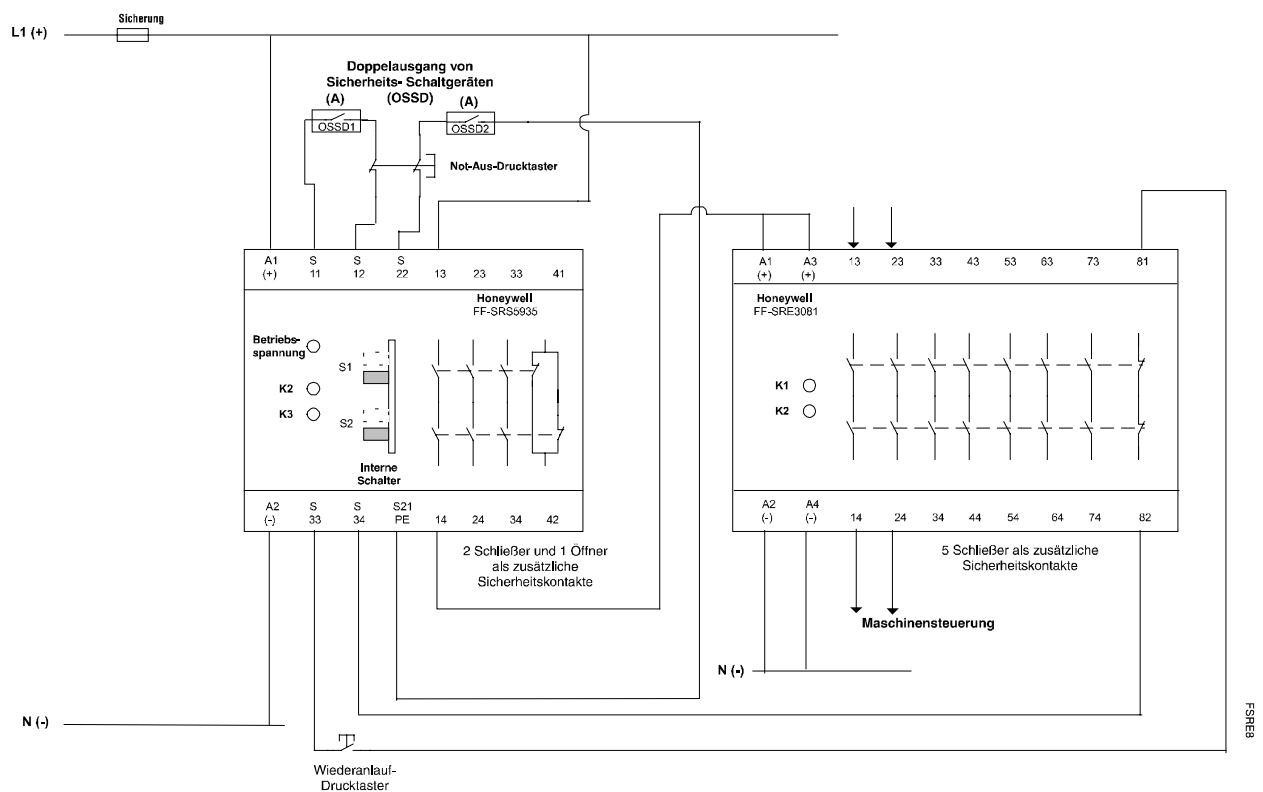 Sicherung
L1 (+)
Doppelausgang von
Sicherheits- Schaltgeräten
(OSSD)
(A)
(A)
OSSD1
OSSD2
Not-Aus-Drucktaster
A1 S S S
(+) 11 12 22 13 23 33 41
Honeywell
FF-SRS5935
Betriebs-
spannung
S1
K2
K3
S2
Interne
Schalter
A2 S S S21
(-) 33 34 PE 14 24 34 42
2 Schließer und 1 Öffner
als zusätzliche
Sicherheitskontakte
A1 A3 13 23 33 43 53 63 73 81
(+) (+)
Honeywell
FF-SRE3081
K1
K2
A2 A4
(-) (-) 14 24 34 44 54 64 74 82
5 Schließer als zusätzliche
Sicherheitskontakte
Maschinensteuerung
N (-)
N (-)
Wiederanlauf-
Drucktaster
FSRE8